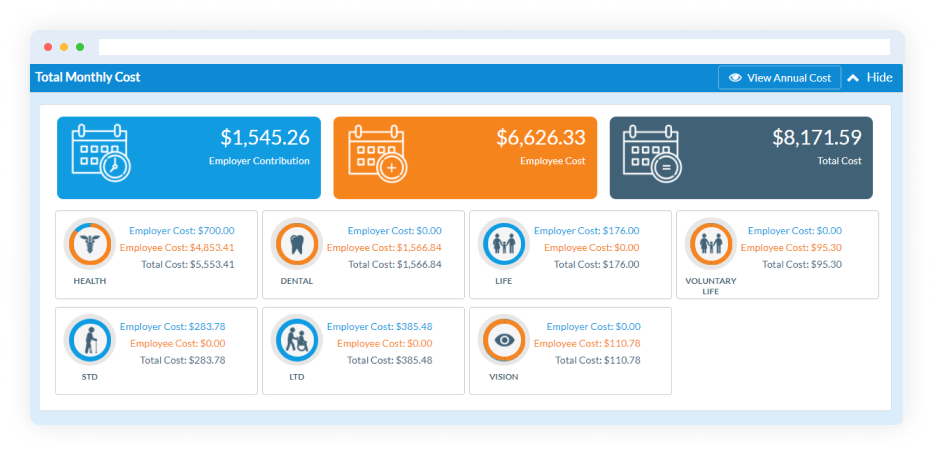 Total Monthly Cost
View Annual Cost
Hide
$1,545.26
Employer Contribution
$6,626.33
Employee Cost
$8,171.59
Total Cost
Employer Cost: $700.00
Employee Cost: $4,853.41
Total Cost: $5,553.41
HEALTH
Employer Cost: $0.00
Employee Cost: $1,566.84
Total Cost: $1,566.84
DENTAL
Employer Cost: $176.00
Employee Cost: $0.00
Total Cost: $176.00
LIFE
Employer Cost: $0.00
Employee Cost: $95.30
Total Cost: $95.30
VOLUNTARY
LIFE
Employer Cost: $283.78
Employee Cost: $0.00
Total Cost: $283.78
STD
Employer Cost: $385.48
Employee Cost: $0.00
Total Cost: $385.48
LTD
Employer Cost: $0.00
Employee Cost: $110.78
Total Cost: $110.78
VISION